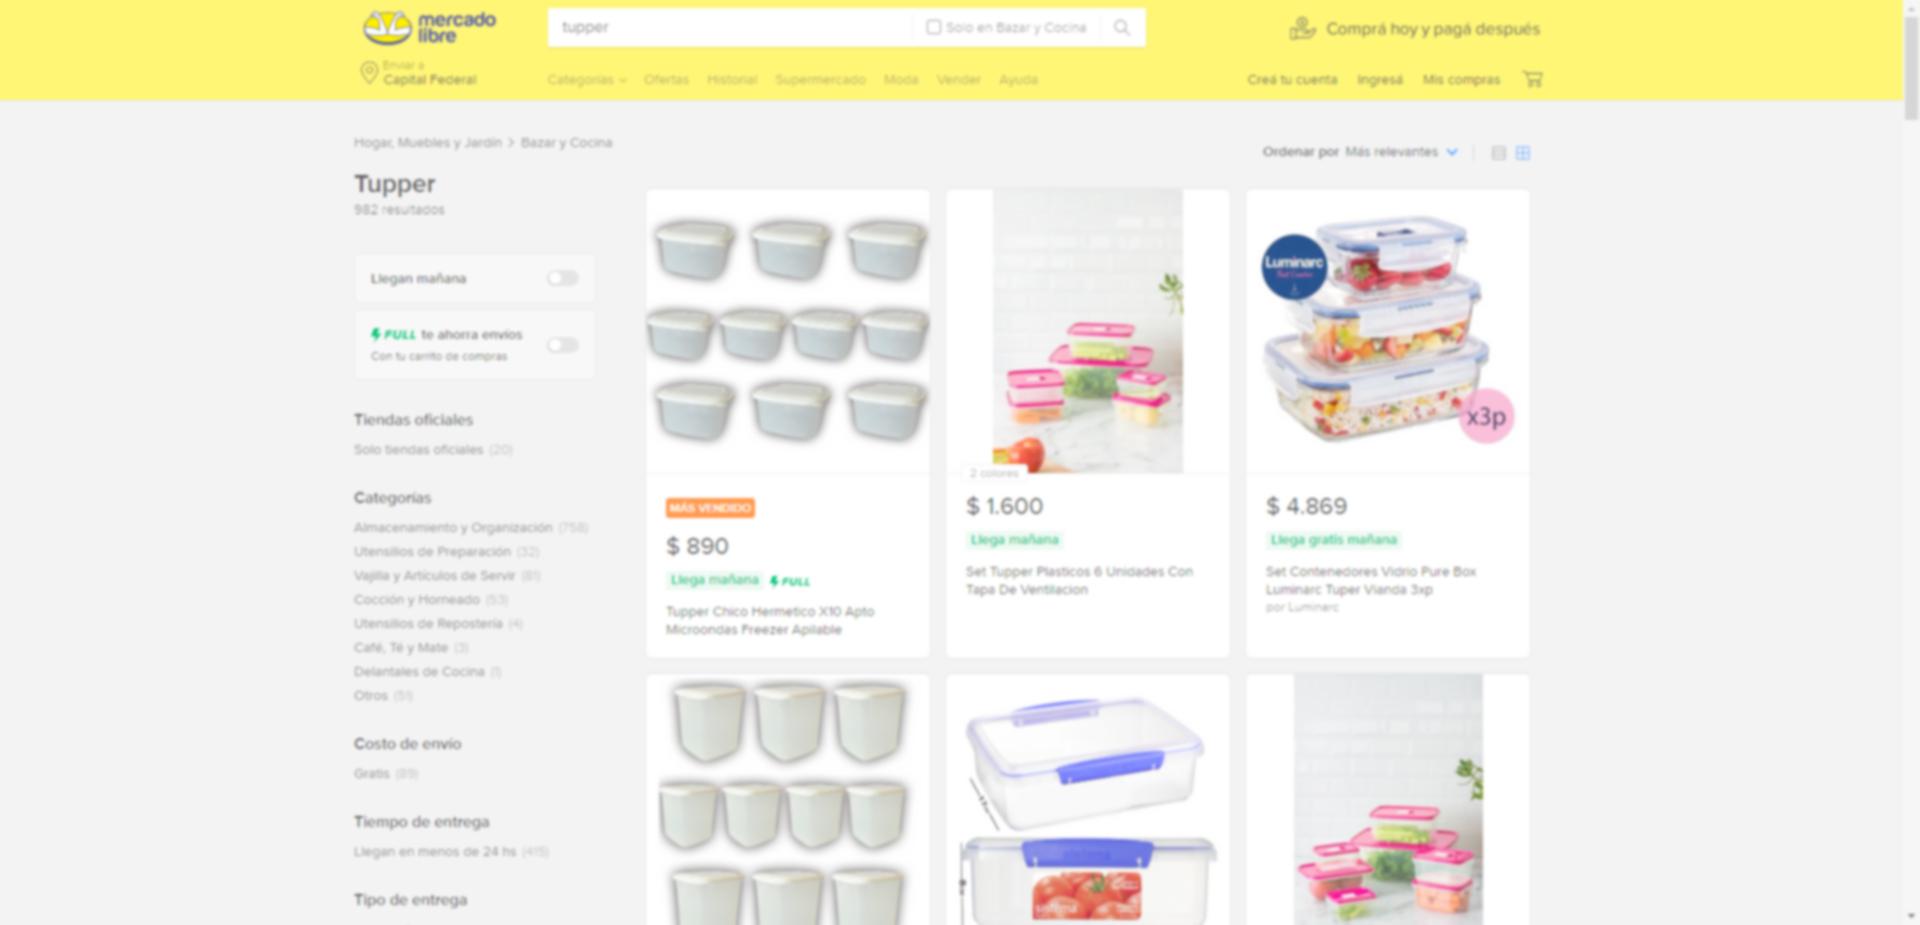 mercado
libre
tupper
Solo en Bazar y Cocina
Comprá hoy y pagá después
Enviar a
Capital Federal
Categorías
Ofertas
Historial
Supermercado
Moda
Vender
Ayuda
Creá tu cuenta
Ingresá
Mis compras
Hogar, Muebles y Jardín > Bazar y Cocina
Ordenar por Más relevantes
Tupper
982 resultados
Llegan mañana
FULL te ahorra envíos
Con tu carrito de compras
Tiendas oficiales
Solo tiendas oficiales (20)
Categorías
Almacenamiento y Organización (758)
Utensilios de Preparación (32)
Vajilla y Artículos de Servir (81)
Cocción y Horneado (53)
Utensilios de Repostería (4)
Café, Té y Mate (3)
Delantales de Cocina (1)
Otros (51)
Costo de envío
Gratis (89)
Tiempo de entrega
Llegan en menos de 24 hs (415)
Tipo de entrega
MÁS VENDIDO
$ 890
Llega mañana FULL
Tupper Chico Hermetico X10 Apto
Microondas Freezer Apilable
2 colores
$ 1.600
Llega mañana
Set Tupper Plasticos 6 Unidades Con
Tapa De Ventilacion
Luminarc
x3p
$ 4.869
Llega gratis mañana
Set Contenedores Vidrio Pure Box
Luminarc Tuper Vianda 3xp
por Luminarc
sistema